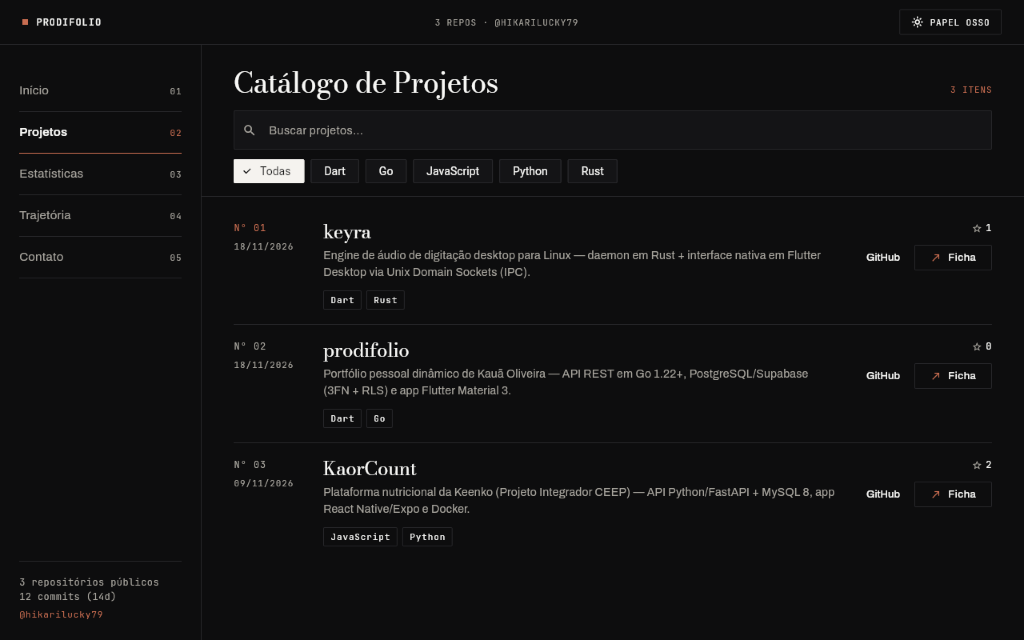 PRODIFOLIO
3 REPOS · @HIKARILUCKY79
PAPEL OSSO
Início 01
Projetos 02
Estatísticas 03
Trajetória 04
Contato 05
3 repositórios públicos
12 commits (14d)
@hikarilucky79
Catálogo de Projetos
3 ITENS
Buscar projetos...
Todas Dart Go JavaScript Python Rust
Nº 01
18/11/2026
keyra
Engine de áudio de digitação desktop para Linux — daemon em Rust + interface nativa em Flutter
Desktop via Unix Domain Sockets (IPC).
Dart Rust
1
GitHub Ficha
Nº 02
18/11/2026
prodifolio
Portfólio pessoal dinâmico de Kauã Oliveira — API REST em Go 1.22+, PostgreSQL/Supabase
(3FN + RLS) e app Flutter Material 3.
Dart Go
0
GitHub Ficha
Nº 03
09/11/2026
KaorCount
Plataforma nutricional da Keenko (Projeto Integrador CEEP) — API Python/FastAPI + MySQL 8, app
React Native/Expo e Docker.
JavaScript Python
2
GitHub Ficha